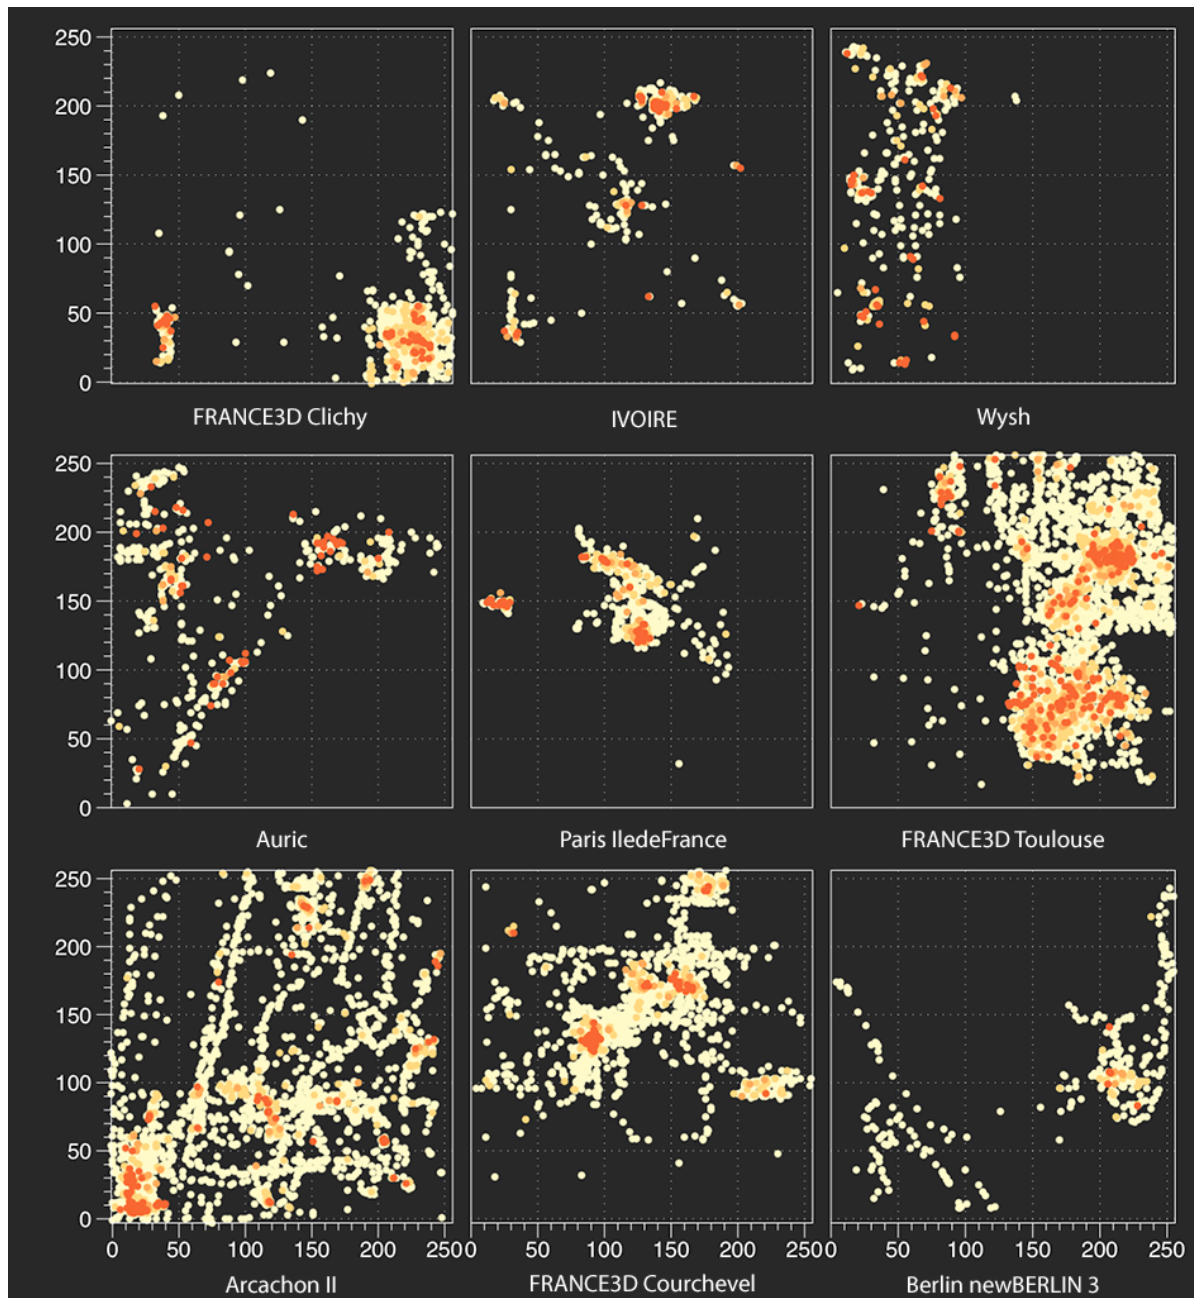 250
200
150
100
50
0
FRANCE3D Clichy
IVOIRE
Wysh
250
200
150
100
50
0
Auric
Paris IledeFrance
FRANCE3D Toulouse
250
200
150
100
50
0
0 50 100 150 200 250 0 50 100 150 200 250 0 50 100 150 200 250
Arcachon II
FRANCE3D Courchevel
Berlin newBERLIN 3